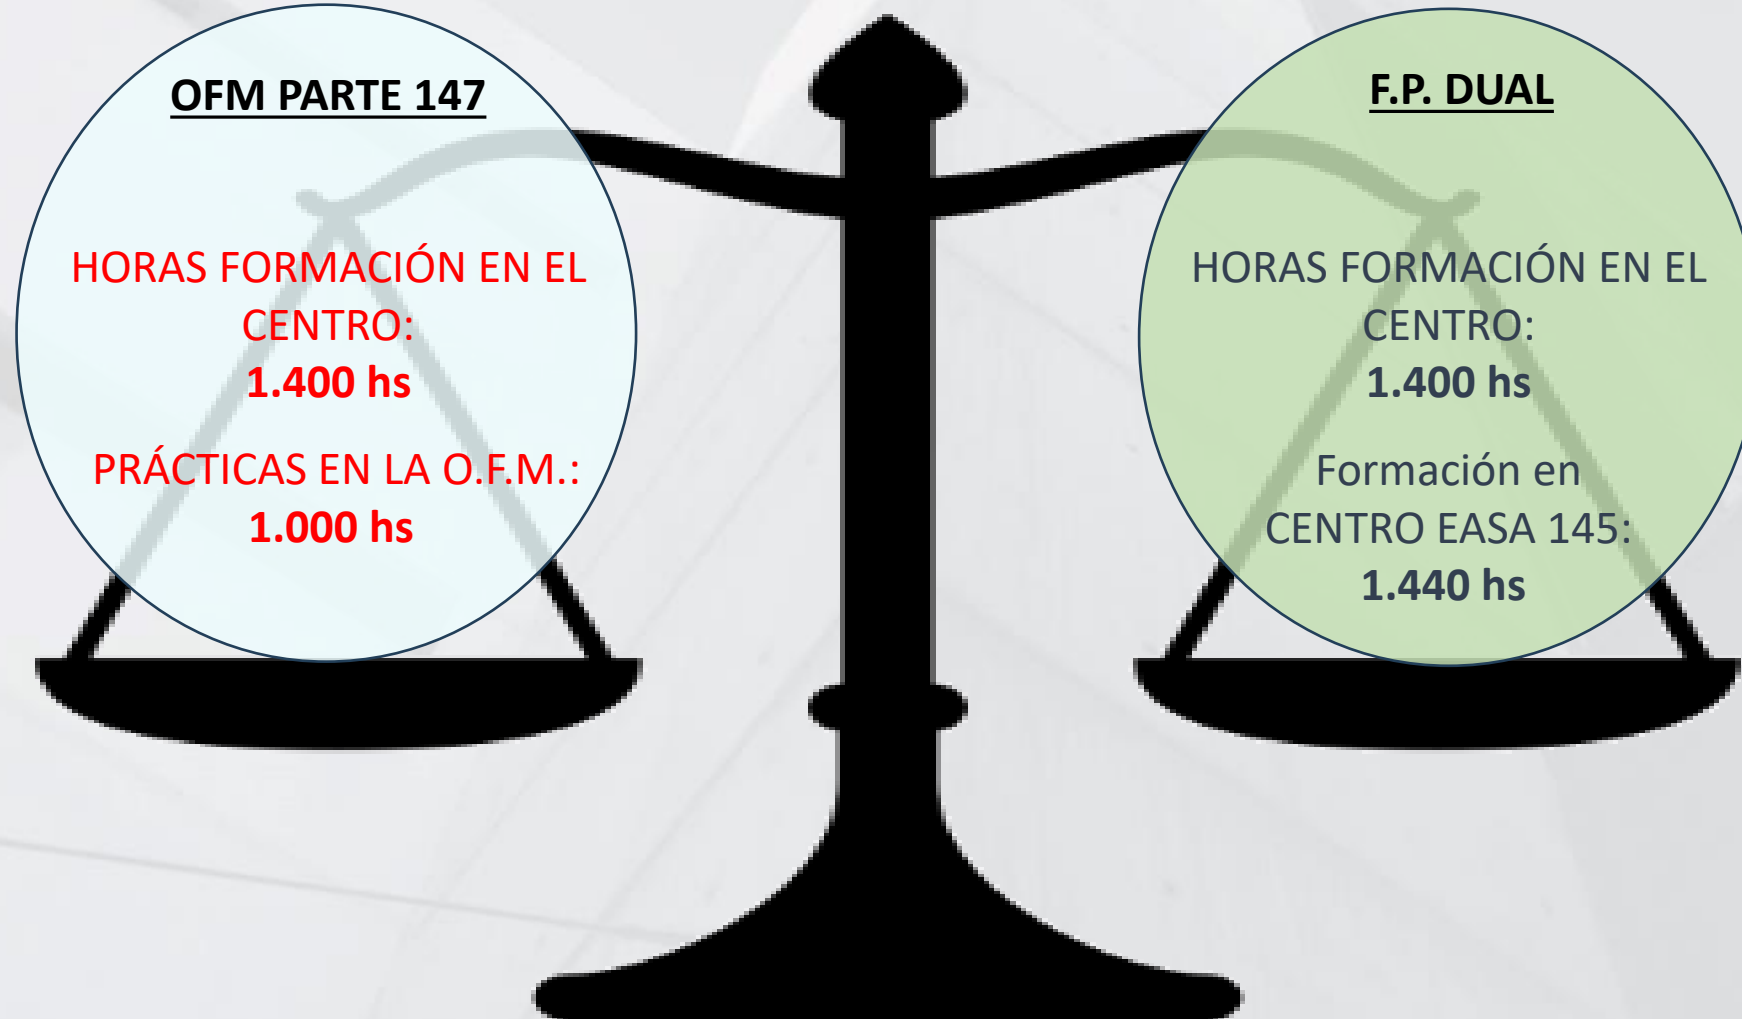 OFM PARTE 147
HORAS FORMACIÓN EN EL
CENTRO:
1.400 hs
PRÁCTICAS EN LA O.F.M.:
1.000 hs
F.P. DUAL
HORAS FORMACIÓN EN EL
CENTRO:
1.400 hs
Formación en
CENTRO EASA 145:
1.440 hs